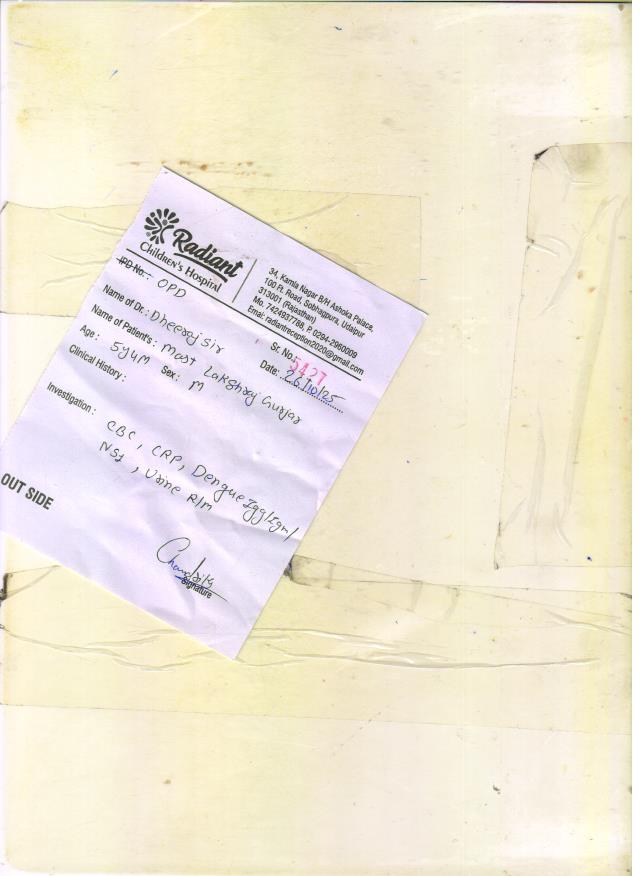 Radiant
Children's Hospital
34, Kamla Nagar B/H Ashoka Palace,
100 Ft. Road, Sobhagpura, Udaipur
313001 (Rajasthan)
Mo. 7424937788, P. 0294-2960009
Email: radiantreception2020@gmail.com
IPD No.: OPD
Sr. No. 5427
Name of Dr.: Dheeraj sir
Date: 26/10/25
Name of Patient's: Mast Lakshraj Gurjar
Age: 5y4M Sex: M
Clinical History:
Investigation:
CBC, CRP, Dengue Igg/Igm/
NS1, Urine R/M
OUT SIDE
Signature